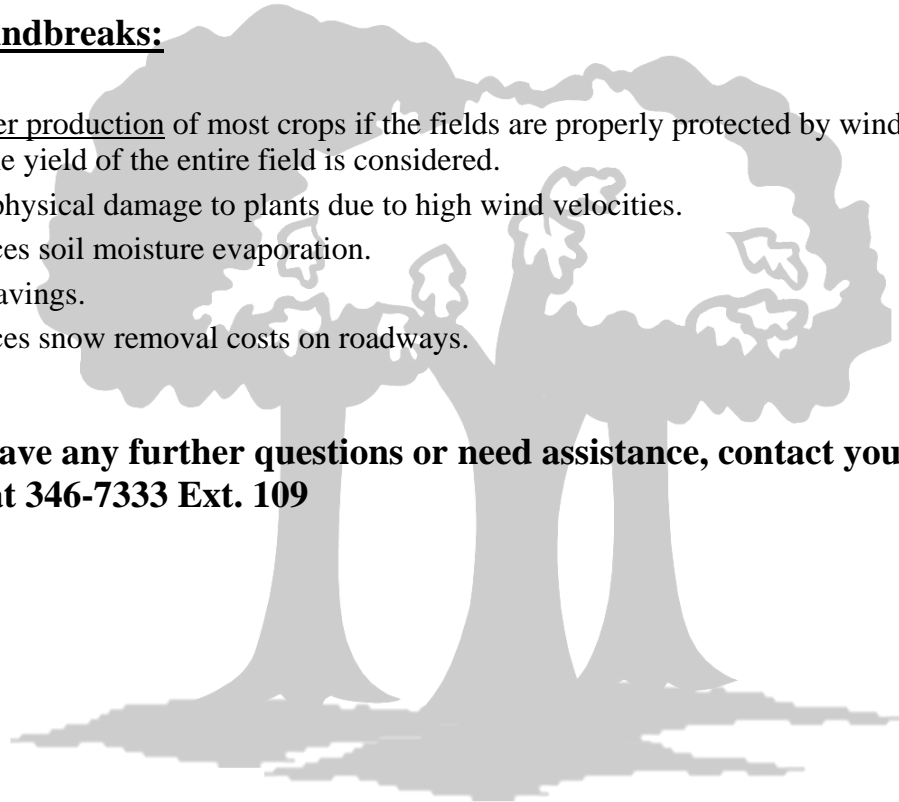 ndbreaks:
er production of most crops if the fields are properly protected by wind
e yield of the entire field is considered.
physical damage to plants due to high wind velocities.
ces soil moisture evaporation.
avings.
ces snow removal costs on roadways.
ave any further questions or need assistance, contact you
at 346-7333 Ext. 109